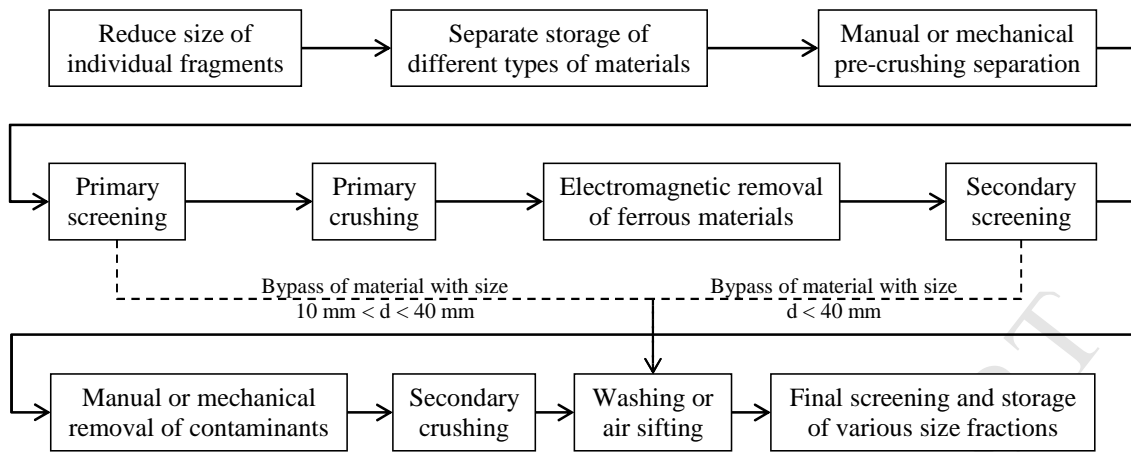 Reduce size of
individual fragments
Separate storage of
different types of materials
Manual or mechanical
pre-crushing separation
Primary
screening
Primary
crushing
Electromagnetic removal
of ferrous materials
Secondary
screening
Bypass of material with size
10 mm < d < 40 mm
Bypass of material with size
d < 40 mm
Manual or mechanical
removal of contaminants
Secondary
crushing
Washing or
air sifting
Final screening and storage
of various size fractions